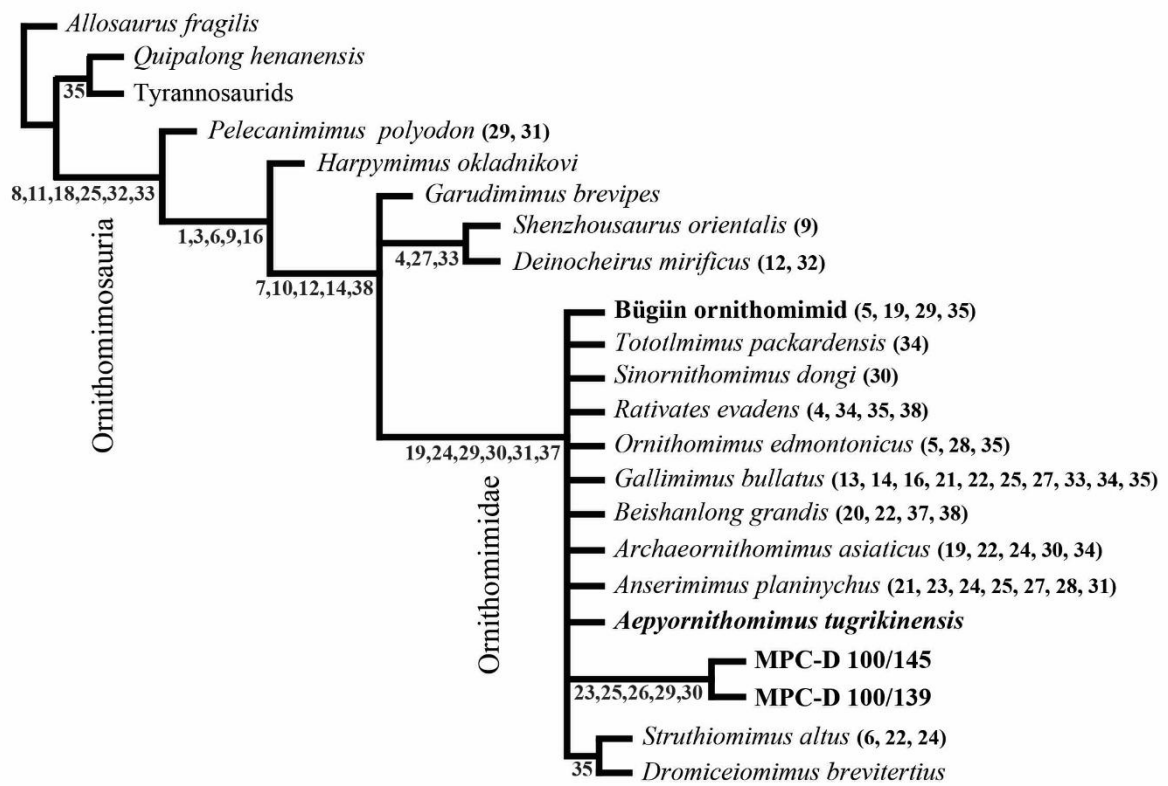 Allosaurus fragilis
Quipalong henanensis
35
Tyrannosaurids
Pelecanimimus polyodon (29, 31)
8,11,18,25,32,33
Ornithomimosauria
Harpymimus okladnikovi
1,3,6,9,16
Garudimimus brevipes
Shenzhousaurus orientalis (9)
4,27,33
Deinocheirus mirificus (12, 32)
7,10,12,14,38
Bügiin ornithomimid (5, 19, 29, 35)
Tototlmimus packardensis (34)
Sinornithomimus dongi (30)
Rativates evadens (4, 34, 35, 38)
19,24,29,30,31,37
Ornithomimidae
Ornithomimus edmontonicus (5, 28, 35)
Gallimimus bullatus (13, 14, 16, 21, 22, 25, 27, 33, 34, 35)
Beishanlong grandis (20, 22, 37, 38)
Archaeornithomimus asiaticus (19, 22, 24, 30, 34)
Anserimimus planinychus (21, 23, 24, 25, 27, 28, 31)
Aepyornithomimus tugrikinensis
MPC-D 100/145
23,25,26,29,30
MPC-D 100/139
Struthiomimus altus (6, 22, 24)
35
Dromiceiomimus brevitertius